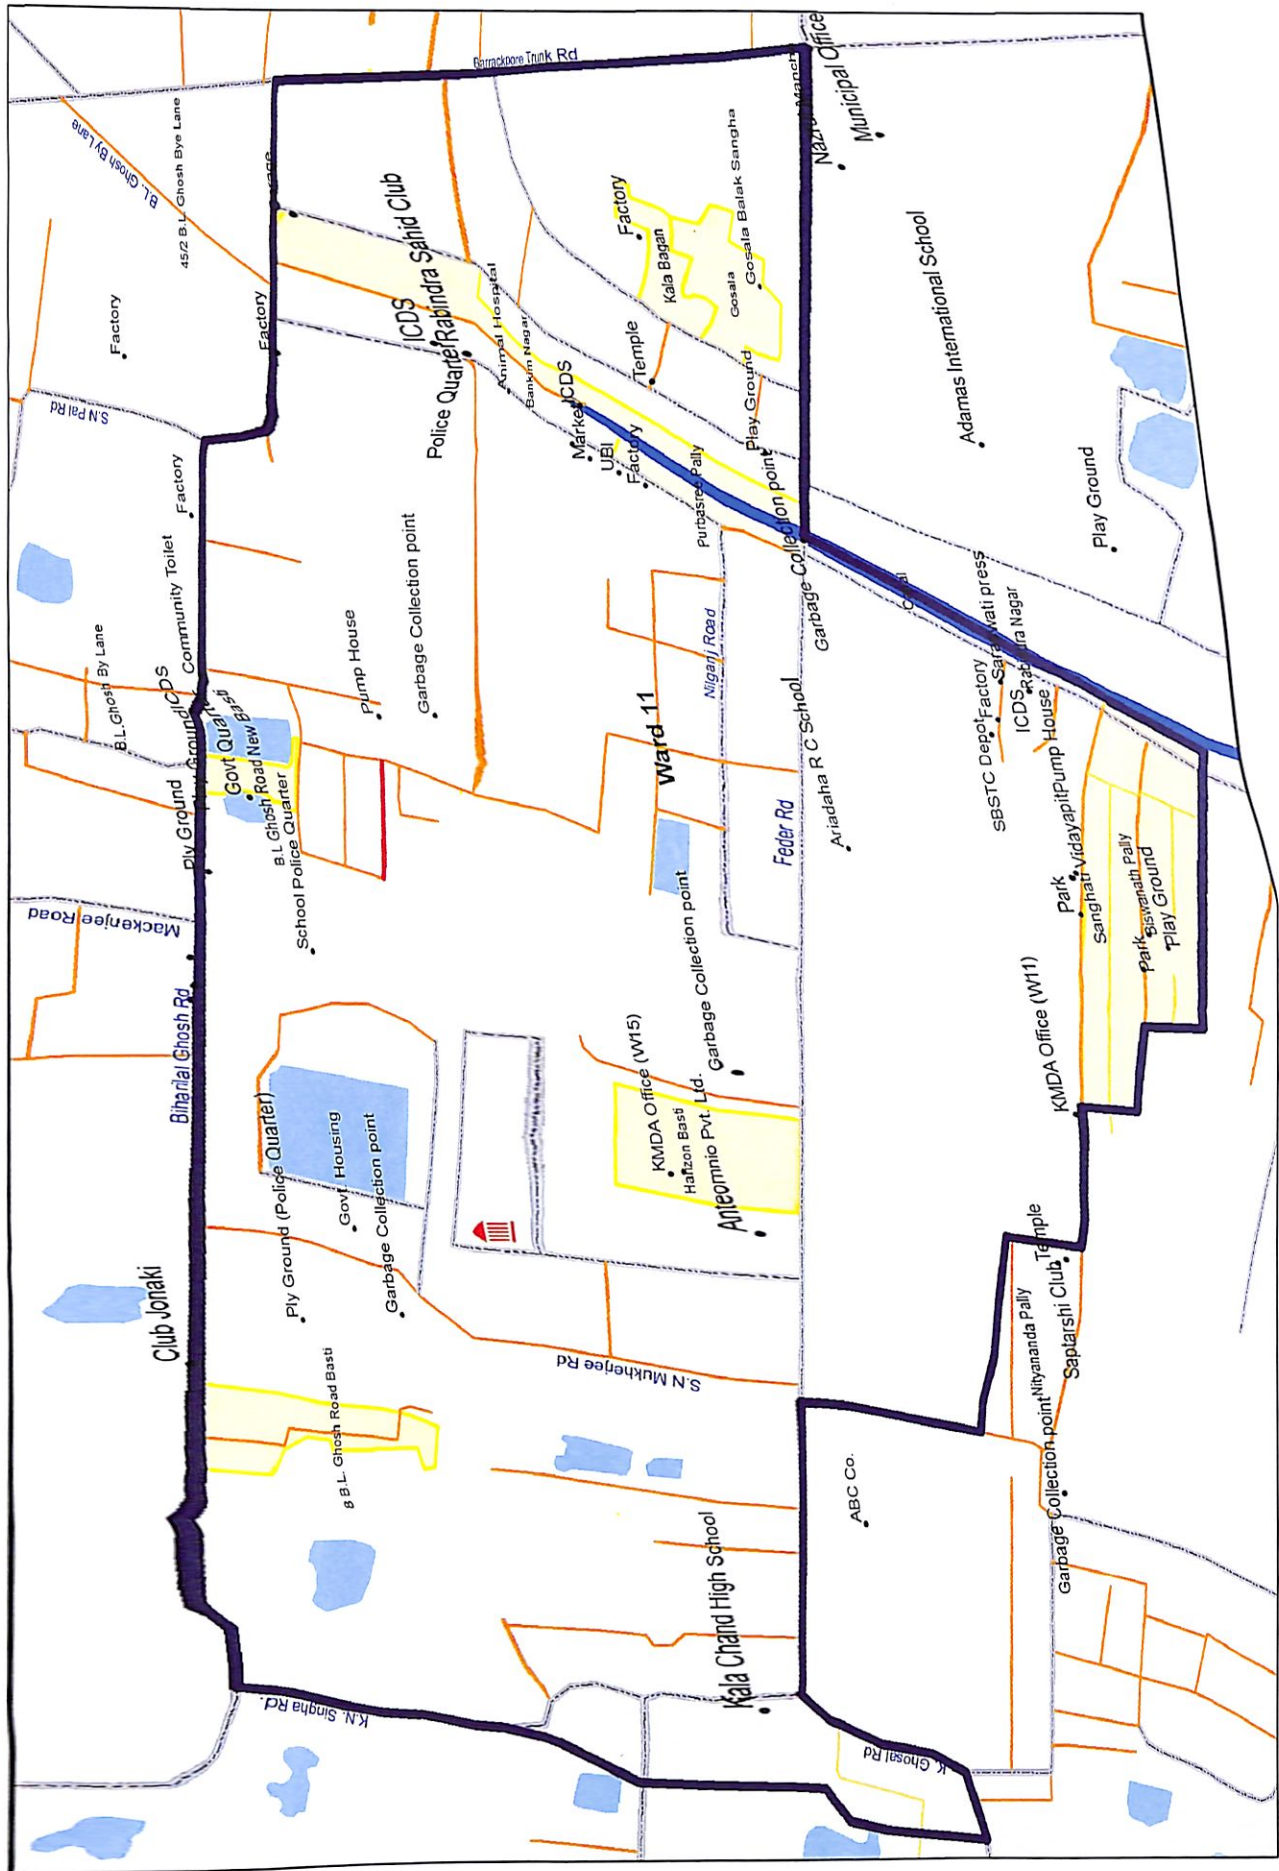 Barrackpore Trunk Rd
B.L. Ghosh By Lane
45/2 B.L. Ghosh Bye Lane
Factory
Factory
S.N Pal Rd
Factory
Community Toilet
ICDS
B.L.Ghosh By Lane
Ply Ground
Mackenjee Road
Biharilal Ghosh Rd
Club Jonaki
K.N. Singha Rd.
Nazrul Manch
Municipal Office
Gosala Balak Sangha
Gosala
Kala Bagan
Factory
ICDS
Rabindra Sahid Club
Police Quarter
Animal Hospital
Bankim Nagar
Temple
Play Ground
ICDS
Market
UBI
Factory
Purbasree Pally
Garbage Collection point
Garbage Collection point
Pump House
Govt Quarter
B.L Ghosh Road New Basti
School Police Quarter
Ward 11
Nilganj Road
Feder Rd
Garbage Collection point
Ply Ground (Police Quarter)
Govt. Housing
Garbage Collection point
KMDA Office (W15)
Harizon Basti
Anteomnio Pvt. Ltd.
S.N Mukherjee Rd
8 B.L. Ghosh Road Basti
Kala Chand High School
K. Ghosal Rd
ABC Co.
Adamas International School
Play Ground
Canal
Ariadaha R C School
Saraswati press
Rabindra Nagar
ICDS
Factory
SBSTC Depot
Pump House
Sanghati Vidayapit
Park
Biswanath Pally
Play Ground
Park
KMDA Office (W11)
Temple
Saptarshi Club
Nityananda Pally
Garbage Collection point